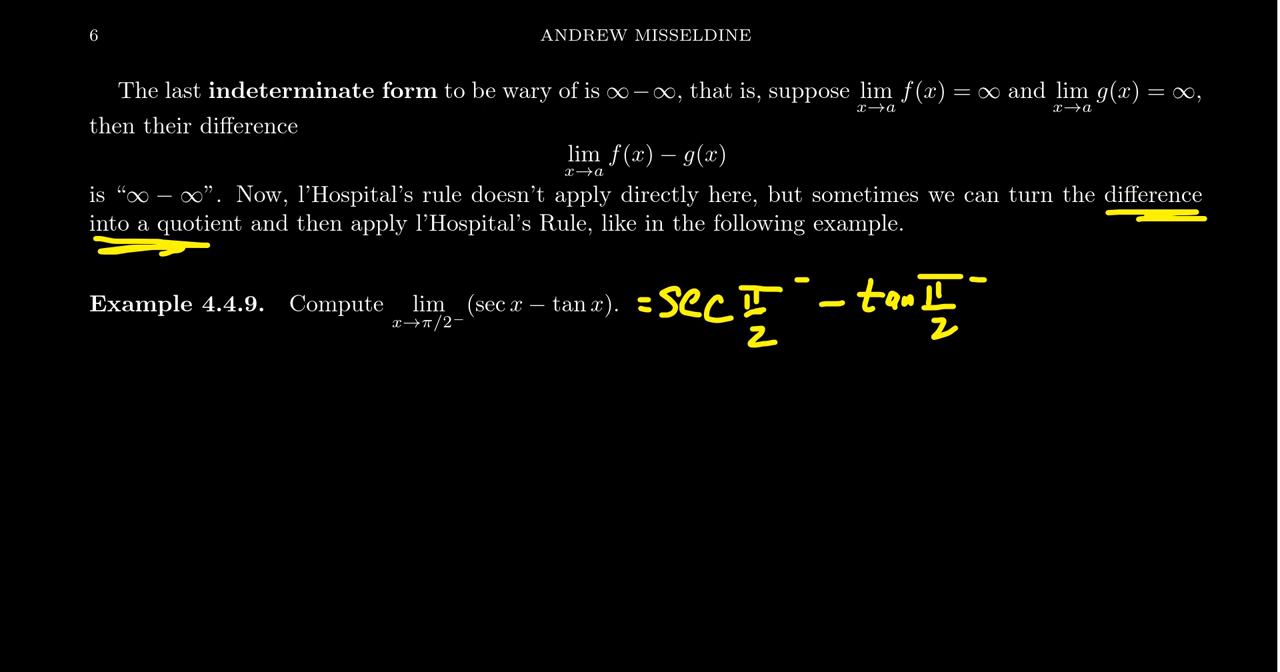 6 ANDREW MISSELDINE
The last indeterminate form to be wary of is ∞ − ∞, that is, suppose lim x→a f(x) = ∞ and lim x→a g(x) = ∞,
then their difference
lim x→a f(x) − g(x)
is “∞ − ∞”. Now, l’Hospital’s rule doesn’t apply directly here, but sometimes we can turn the difference
into a quotient and then apply l’Hospital’s Rule, like in the following example.
Example 4.4.9. Compute lim x→π/2⁻ (sec x − tan x). = sec π/2⁻ − tan π/2⁻